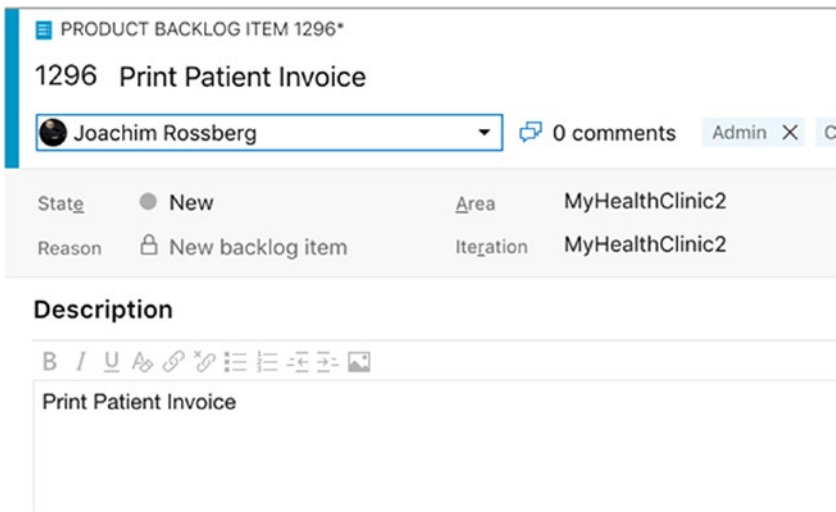 PRODUCT BACKLOG ITEM 1296*
1296 Print Patient Invoice
Joachim Rossberg 0 comments Admin C
State New Area MyHealthClinic2
Reason New backlog item Iteration MyHealthClinic2
Description
B I U
Print Patient Invoice